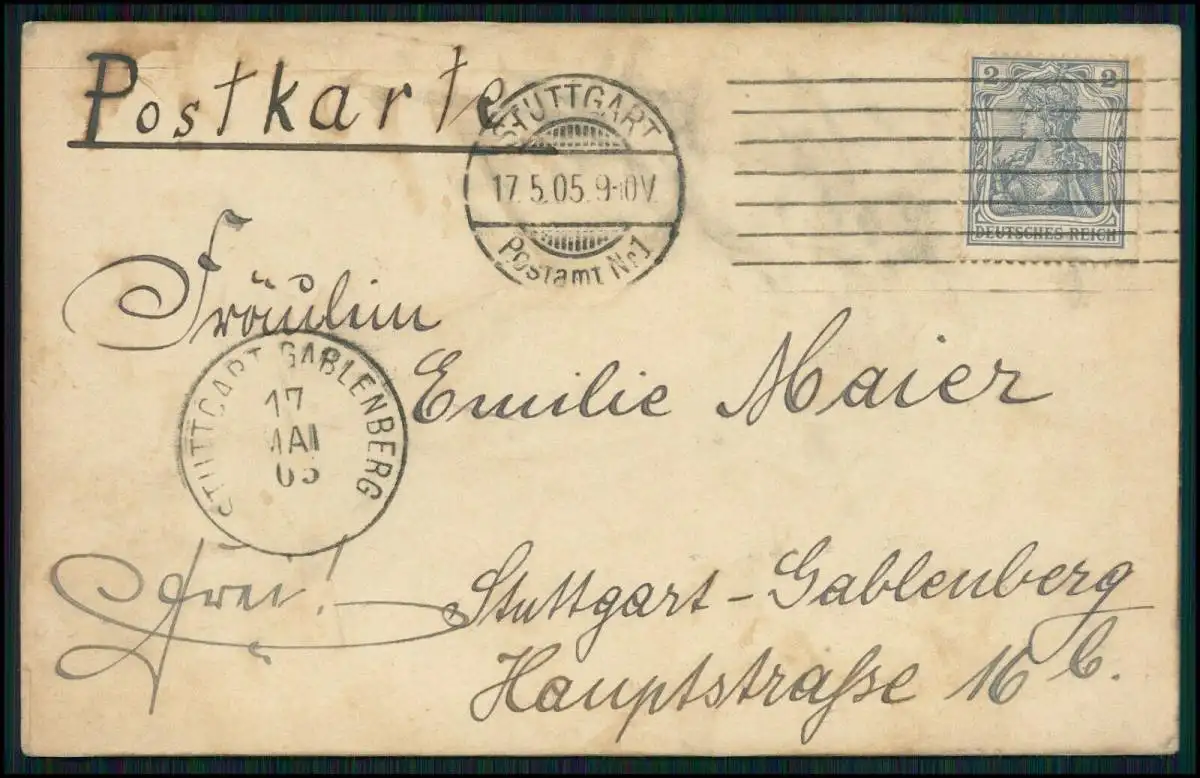 Postkarte
STUTTGART
17.5.05. 9-10V.
Postamt Nr.1
2 2
DEUTSCHES REICH
Fräulein
Emilie Maier
STUTTGART GABLENBERG
17
MAI
05
Frei!
Stuttgart-Gablenberg
Hauptstraße 16 b.